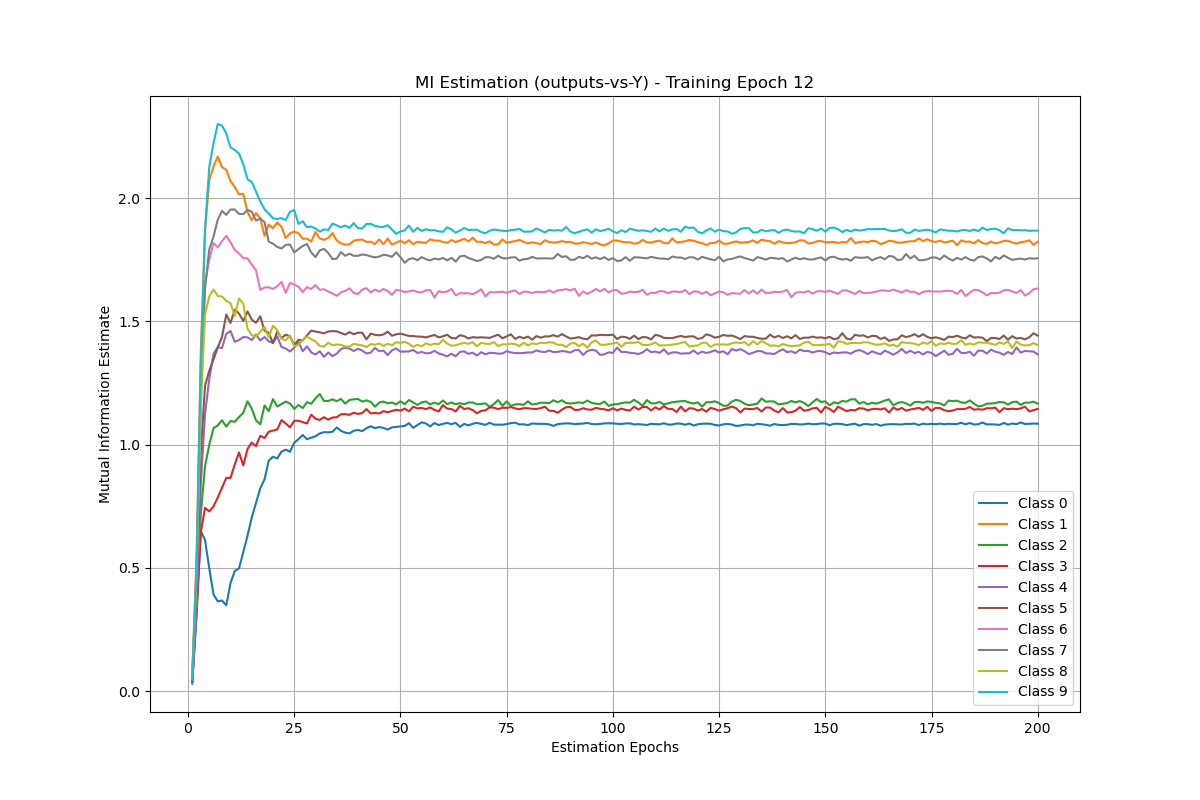 MI Estimation (outputs-vs-Y) - Training Epoch 12
Mutual Information Estimate
2.0
1.5
1.0
0.5
0.0
0 25 50 75 100 125 150 175 200
Estimation Epochs
Class 0
Class 1
Class 2
Class 3
Class 4
Class 5
Class 6
Class 7
Class 8
Class 9